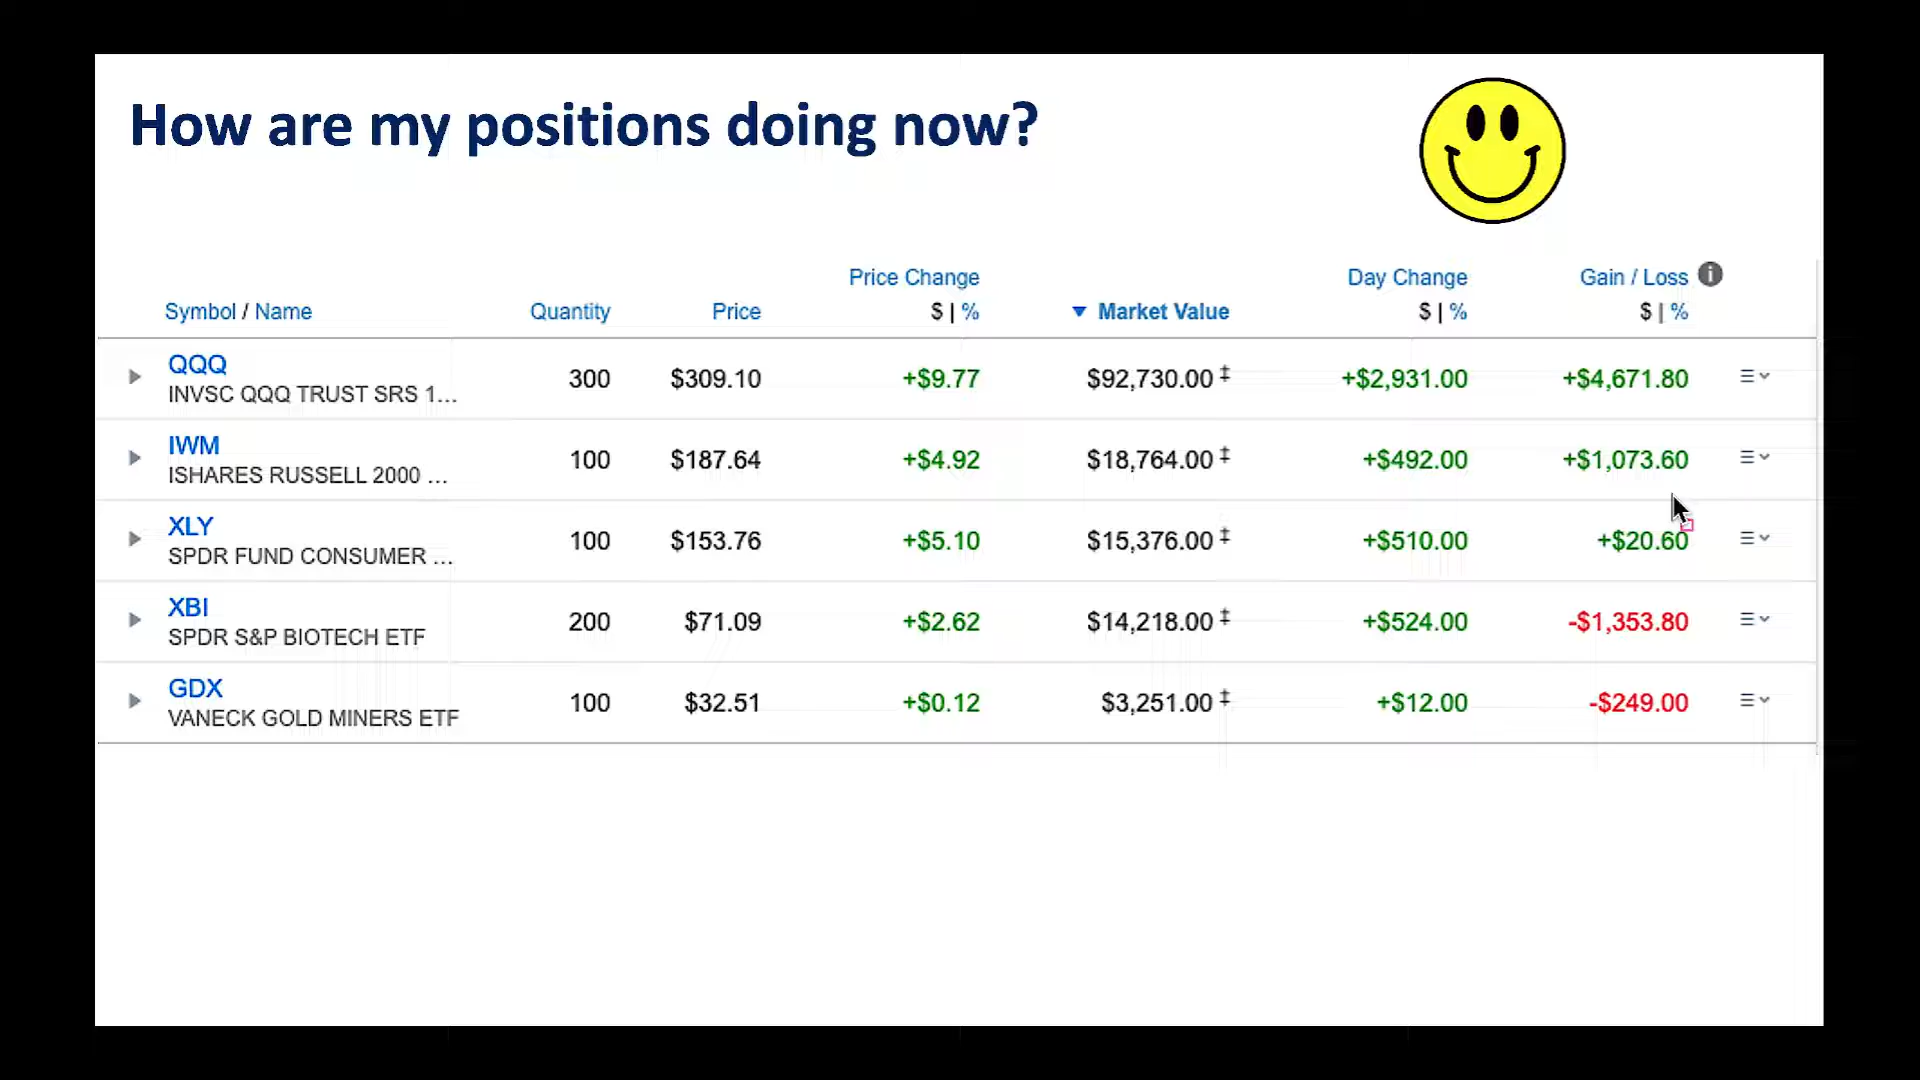 How are my positions doing now?
Price Change Day Change Gain / Loss i
Symbol / Name Quantity Price $ | % ▼ Market Value $ | % $ | %
QQQ
INVSC QQQ TRUST SRS 1... 300 $309.10 +$9.77 $92,730.00 ‡ +$2,931.00 +$4,671.80
IWM
ISHARES RUSSELL 2000 ... 100 $187.64 +$4.92 $18,764.00 ‡ +$492.00 +$1,073.60
XLY
SPDR FUND CONSUMER ... 100 $153.76 +$5.10 $15,376.00 ‡ +$510.00 +$20.60
XBI
SPDR S&P BIOTECH ETF 200 $71.09 +$2.62 $14,218.00 ‡ +$524.00 -$1,353.80
GDX
VANECK GOLD MINERS ETF 100 $32.51 +$0.12 $3,251.00 ‡ +$12.00 -$249.00